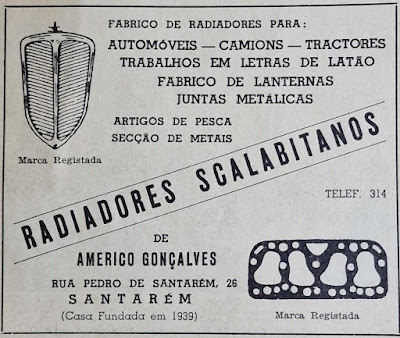 FABRICO DE RADIADORES PARA:
AUTOMÓVEIS — CAMIONS — TRACTORES
TRABALHOS EM LETRAS DE LATÃO
FABRICO DE LANTERNAS
JUNTAS METÁLICAS
ARTIGOS DE PESCA
SECÇÃO DE METAIS
Marca Registada
RADIADORES SCALABITANOS
TELEF. 314
DE
AMERICO GONÇALVES
RUA PEDRO DE SANTARÉM, 26
SANTARÉM
(Casa Fundada em 1939)
Marca Registada